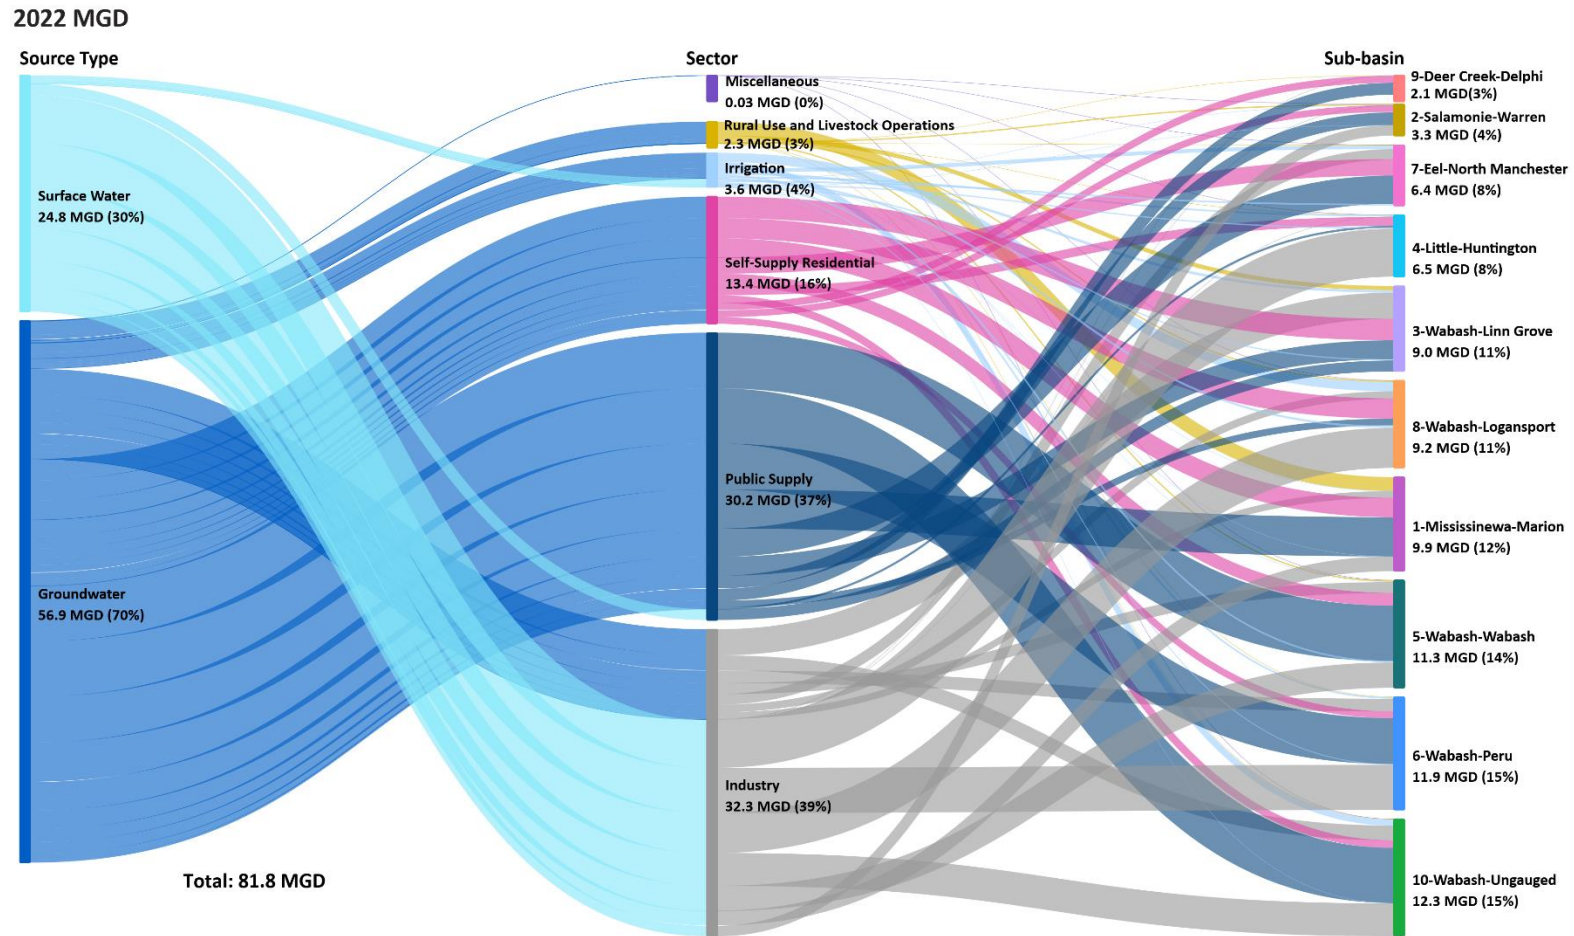 2022 MGD
Source Type
Sector
Sub-basin
Surface Water
24.8 MGD (30%)
Groundwater
56.9 MGD (70%)
Total: 81.8 MGD
Miscellaneous
0.03 MGD (0%)
Rural Use and Livestock Operations
2.3 MGD (3%)
Irrigation
3.6 MGD (4%)
Self-Supply Residential
13.4 MGD (16%)
Public Supply
30.2 MGD (37%)
Industry
32.3 MGD (39%)
9-Deer Creek-Delphi
2.1 MGD(3%)
2-Salamonie-Warren
3.3 MGD (4%)
7-Eel-North Manchester
6.4 MGD (8%)
4-Little-Huntington
6.5 MGD (8%)
3-Wabash-Linn Grove
9.0 MGD (11%)
8-Wabash-Logansport
9.2 MGD (11%)
1-Mississinewa-Marion
9.9 MGD (12%)
5-Wabash-Wabash
11.3 MGD (14%)
6-Wabash-Peru
11.9 MGD (15%)
10-Wabash-Ungauged
12.3 MGD (15%)